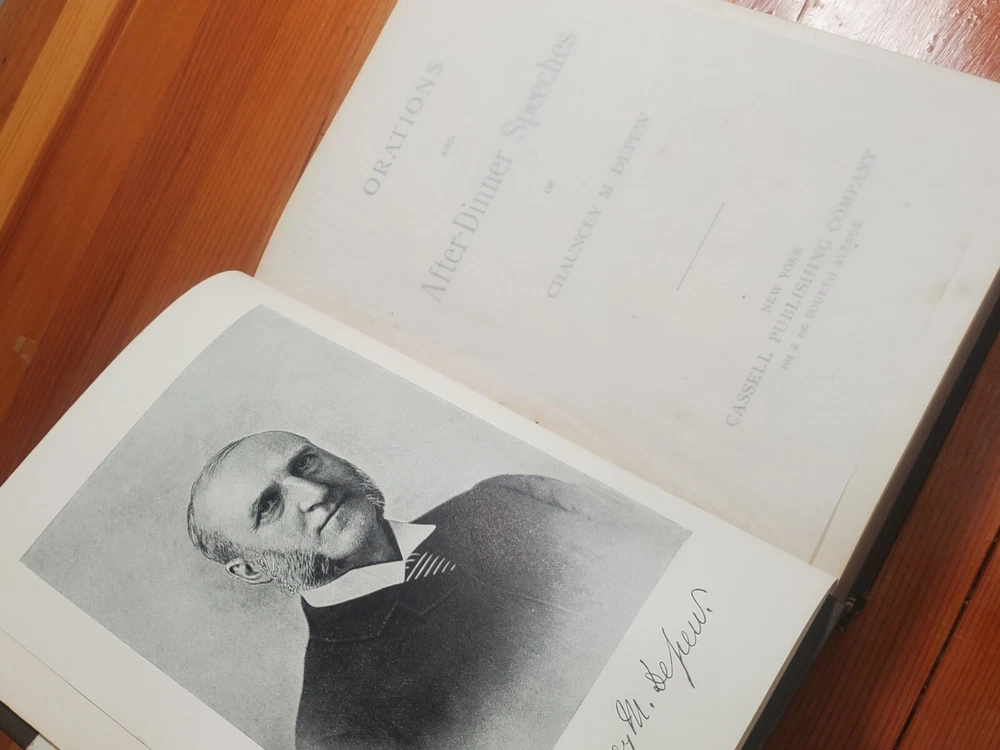 ORATIONS
AND
After-Dinner Speeches
OF
CHAUNCEY M. DEPEW
NEW YORK
CASSELL PUBLISHING COMPANY
104 & 106 FOURTH AVENUE
M. Depew.